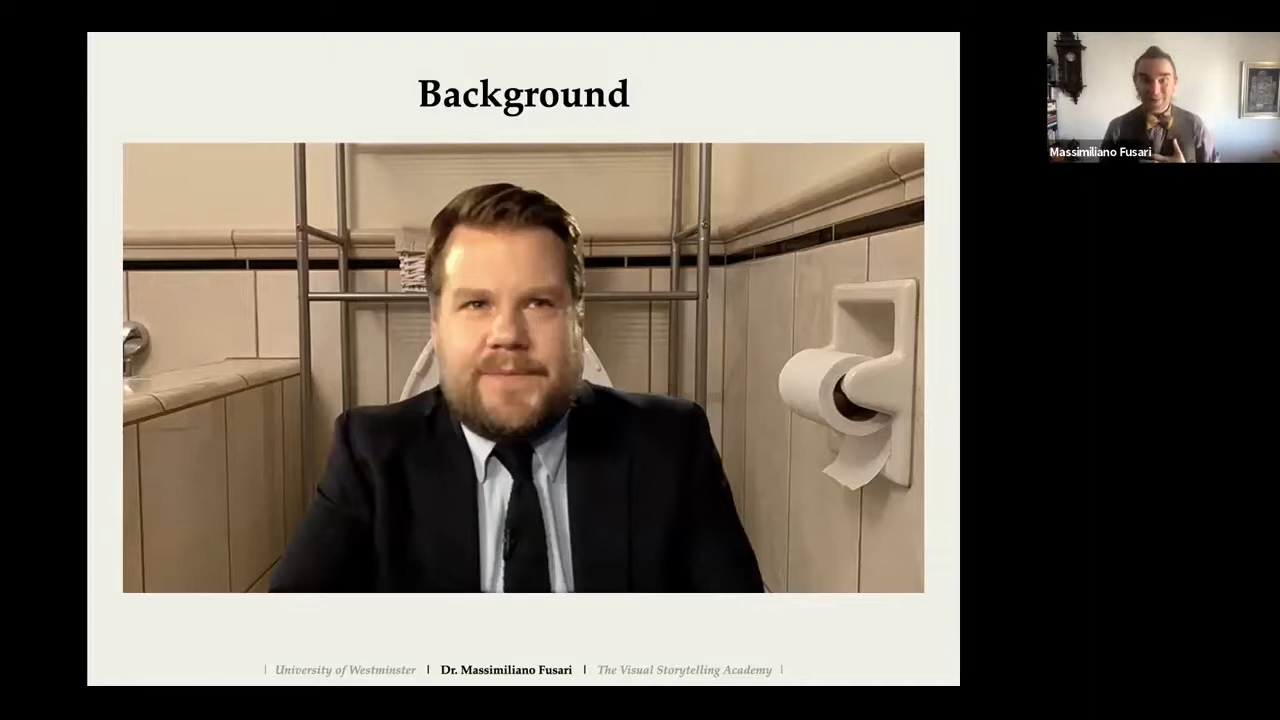 Background
Massimiliano Fusari
| University of Westminster | Dr. Massimiliano Fusari | The Visual Storytelling Academy |